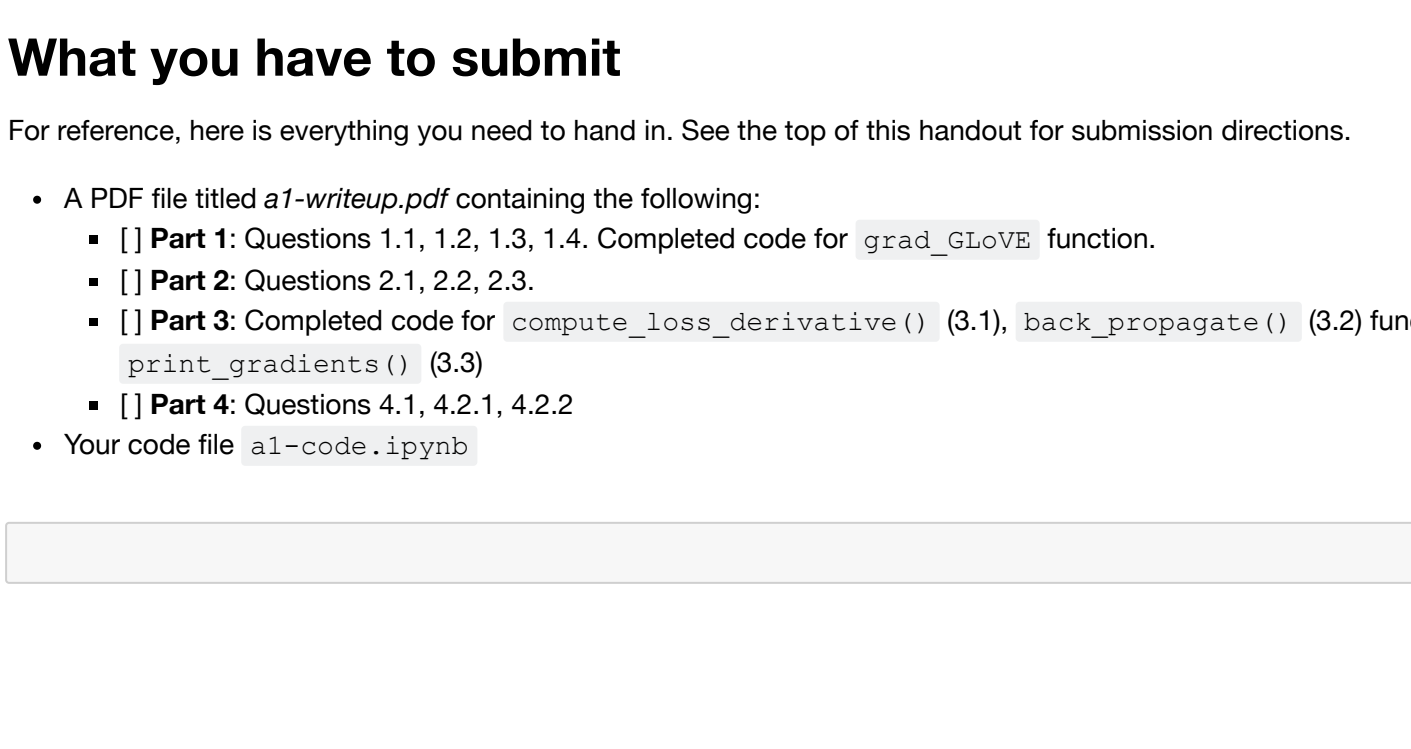 What you have to submit
For reference, here is everything you need to hand in. See the top of this handout for submission directions.
• A PDF file titled a1-writeup.pdf containing the following:
▪ [ ] Part 1: Questions 1.1, 1.2, 1.3, 1.4. Completed code for grad_GLoVE function.
▪ [ ] Part 2: Questions 2.1, 2.2, 2.3.
▪ [ ] Part 3: Completed code for compute_loss_derivative() (3.1), back_propagate() (3.2)
print_gradients() (3.3)
▪ [ ] Part 4: Questions 4.1, 4.2.1, 4.2.2
• Your code file a1-code.ipynb